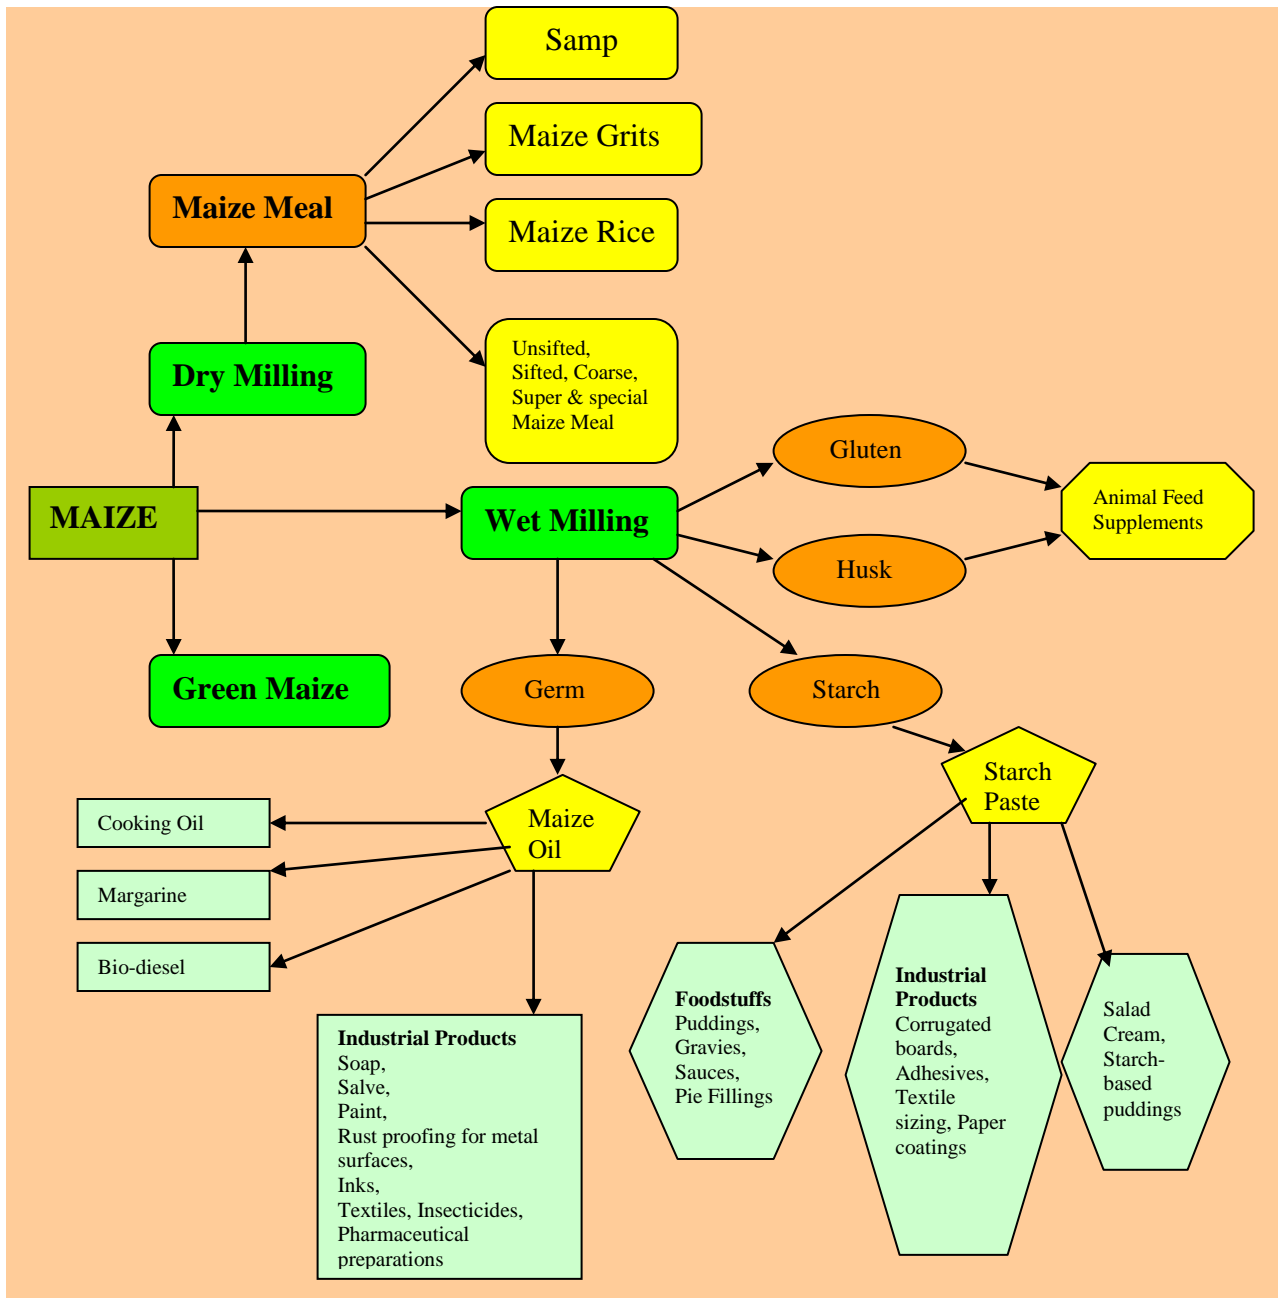 Samp
Maize Grits
Maize Meal
Maize Rice
Unsifted,
Sifted, Coarse,
Super & special
Maize Meal
Dry Milling
Gluten
Animal Feed
Supplements
MAIZE
Wet Milling
Husk
Green Maize
Germ
Starch
Starch
Paste
Maize
Oil
Cooking Oil
Margarine
Bio-diesel
Industrial Products
Soap,
Salve,
Paint,
Rust proofing for metal
surfaces,
Inks,
Textiles, Insecticides,
Pharmaceutical
preparations
Foodstuffs
Puddings,
Gravies,
Sauces,
Pie Fillings
Industrial
Products
Corrugated
boards,
Adhesives,
Textile
sizing, Paper
coatings
Salad
Cream,
Starch-
based
puddings